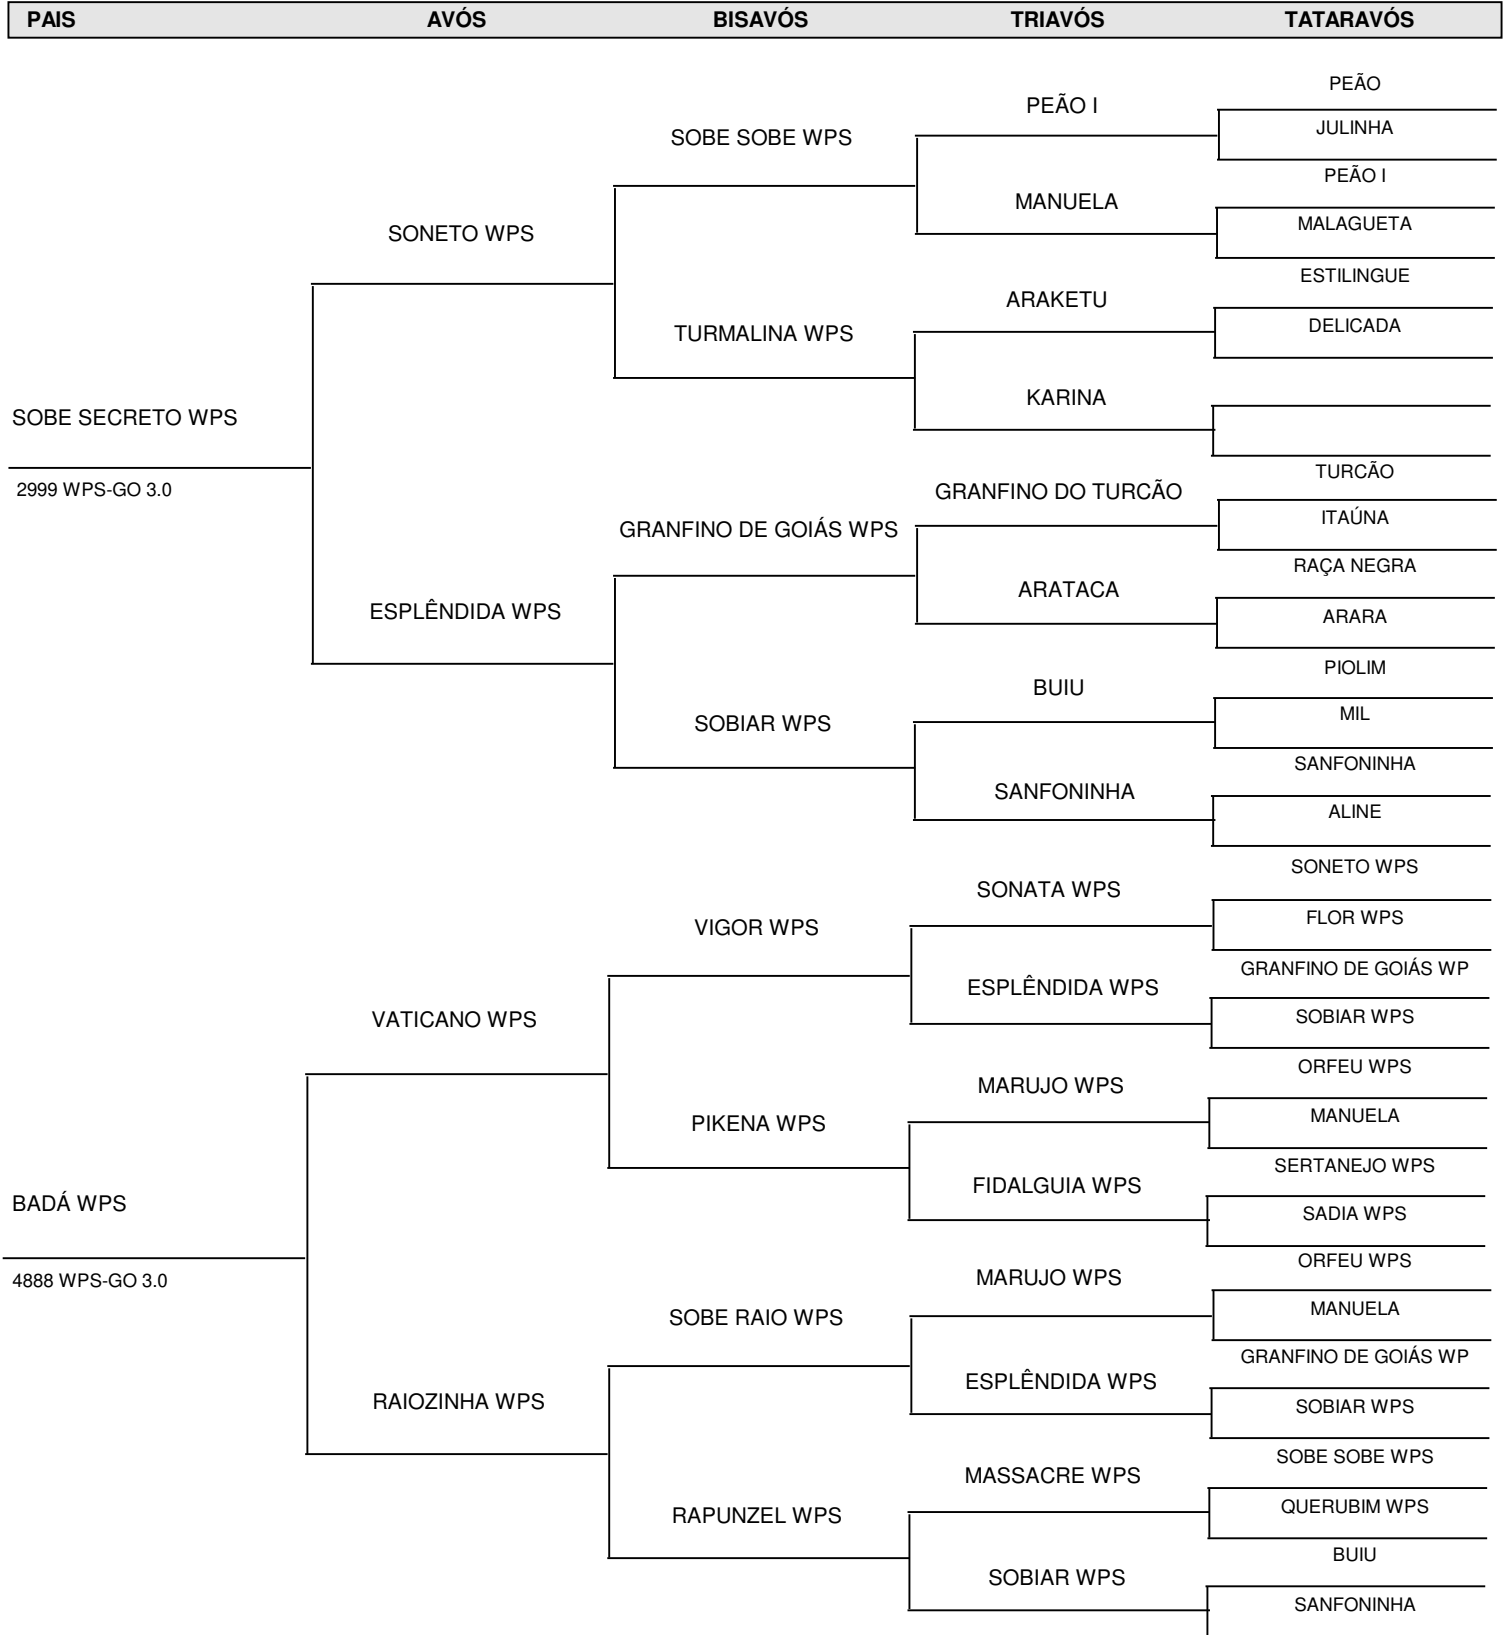 PAIS AVÓS BISAVÓS TRIAVÓS TATARAVÓS
PEÃO
PEÃO I
JULINHA
SOBE SOBE WPS
PEÃO I
MANUELA
MALAGUETA
SONETO WPS
ESTILINGUE
ARAKETU
DELICADA
TURMALINA WPS
KARINA
SOBE SECRETO WPS
TURCÃO
2999 WPS-GO 3.0
GRANFINO DO TURCÃO
ITAÚNA
GRANFINO DE GOIÁS WPS
RAÇA NEGRA
ARATACA
ESPLÊNDIDA WPS
ARARA
PIOLIM
BUIU
MIL
SOBIAR WPS
SANFONINHA
SANFONINHA
ALINE
SONETO WPS
SONATA WPS
FLOR WPS
VIGOR WPS
GRANFINO DE GOIÁS WP
ESPLÊNDIDA WPS
SOBIAR WPS
VATICANO WPS
ORFEU WPS
MARUJO WPS
MANUELA
PIKENA WPS
SERTANEJO WPS
FIDALGUIA WPS
BADÁ WPS
SADIA WPS
ORFEU WPS
4888 WPS-GO 3.0
MARUJO WPS
MANUELA
SOBE RAIO WPS
GRANFINO DE GOIÁS WP
ESPLÊNDIDA WPS
RAIOZINHA WPS
SOBIAR WPS
SOBE SOBE WPS
MASSACRE WPS
QUERUBIM WPS
RAPUNZEL WPS
BUIU
SOBIAR WPS
SANFONINHA